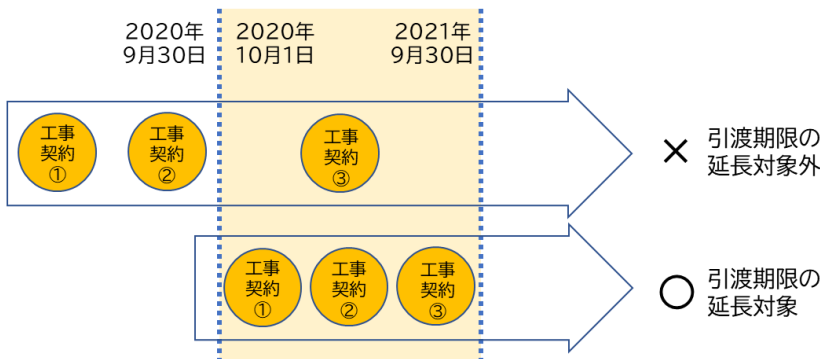 2020年
9月30日
2020年
10月1日
2021年
9月30日
工事
契約
①
工事
契約
②
工事
契約
③
× 引渡期限の
延長対象外
工事
契約
①
工事
契約
②
工事
契約
③
○ 引渡期限の
延長対象